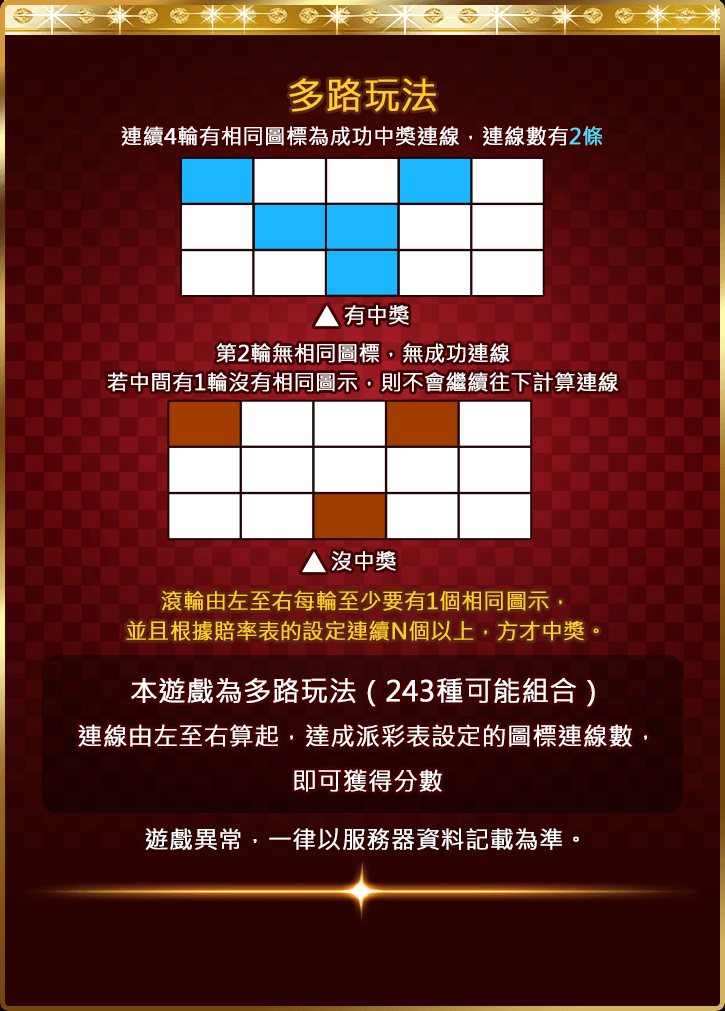 多路玩法
連續4輪有相同圖標為成功中獎連線，連線數有2條
△有中獎
第2輪無相同圖標，無成功連線
若中間有1輪沒有相同圖示，則不會繼續往下計算連線
△沒中獎
滾輪由左至右每輪至少要有1個相同圖示，
並且根據賠率表的設定連續N個以上，方才中獎。
本遊戲為多路玩法（243種可能組合）
連線由左至右算起，達成派彩表設定的圖標連線數，
即可獲得分數
遊戲異常，一律以服務器資料記載為準。